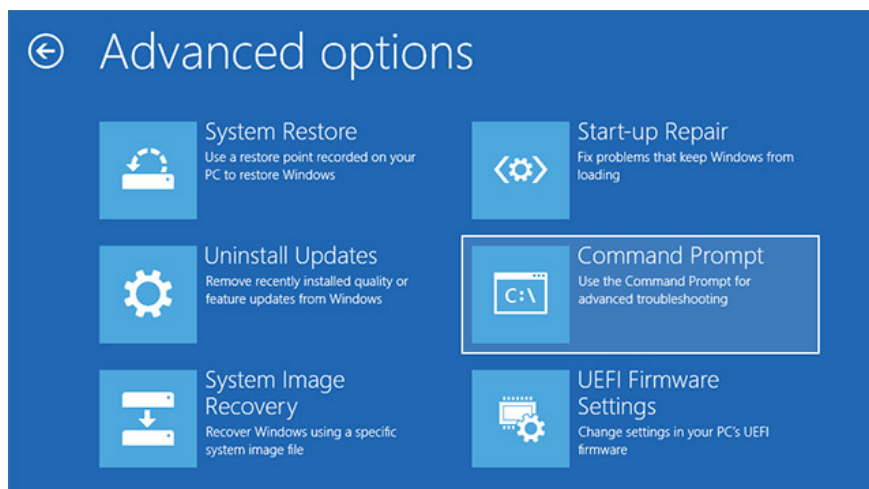 Advanced options
System Restore
Use a restore point recorded on your
PC to restore Windows
Start-up Repair
Fix problems that keep Windows from
loading
Uninstall Updates
Remove recently installed quality or
feature updates from Windows
C:\
Command Prompt
Use the Command Prompt for
advanced troubleshooting
System Image
Recovery
Recover Windows using a specific
system image file
UEFI Firmware
Settings
Change settings in your PC's UEFI
firmware